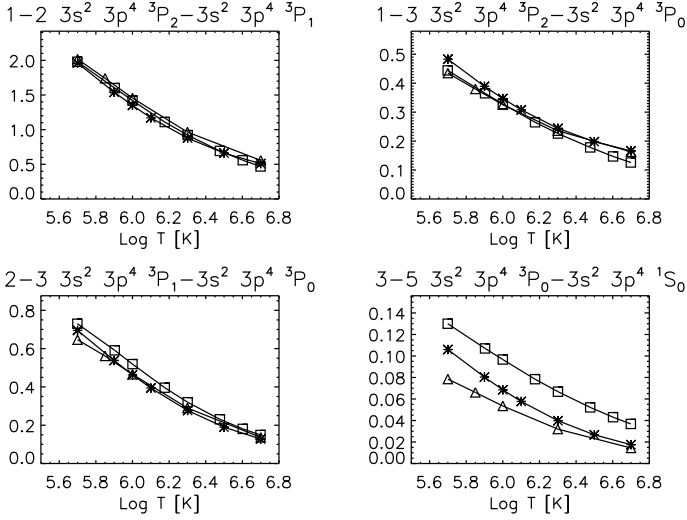 1−2 3s² 3p⁴ ³P₂−3s² 3p⁴ ³P₁
2.0
1.5
1.0
0.5
0.0
5.6 5.8 6.0 6.2 6.4 6.6 6.8
Log T [K]
1−3 3s² 3p⁴ ³P₂−3s² 3p⁴ ³P₀
0.5
0.4
0.3
0.2
0.1
0.0
5.6 5.8 6.0 6.2 6.4 6.6 6.8
Log T [K]
2−3 3s² 3p⁴ ³P₁−3s² 3p⁴ ³P₀
0.8
0.6
0.4
0.2
0.0
5.6 5.8 6.0 6.2 6.4 6.6 6.8
Log T [K]
3−5 3s² 3p⁴ ³P₀−3s² 3p⁴ ¹S₀
0.14
0.12
0.10
0.08
0.06
0.04
0.02
0.00
5.6 5.8 6.0 6.2 6.4 6.6 6.8
Log T [K]